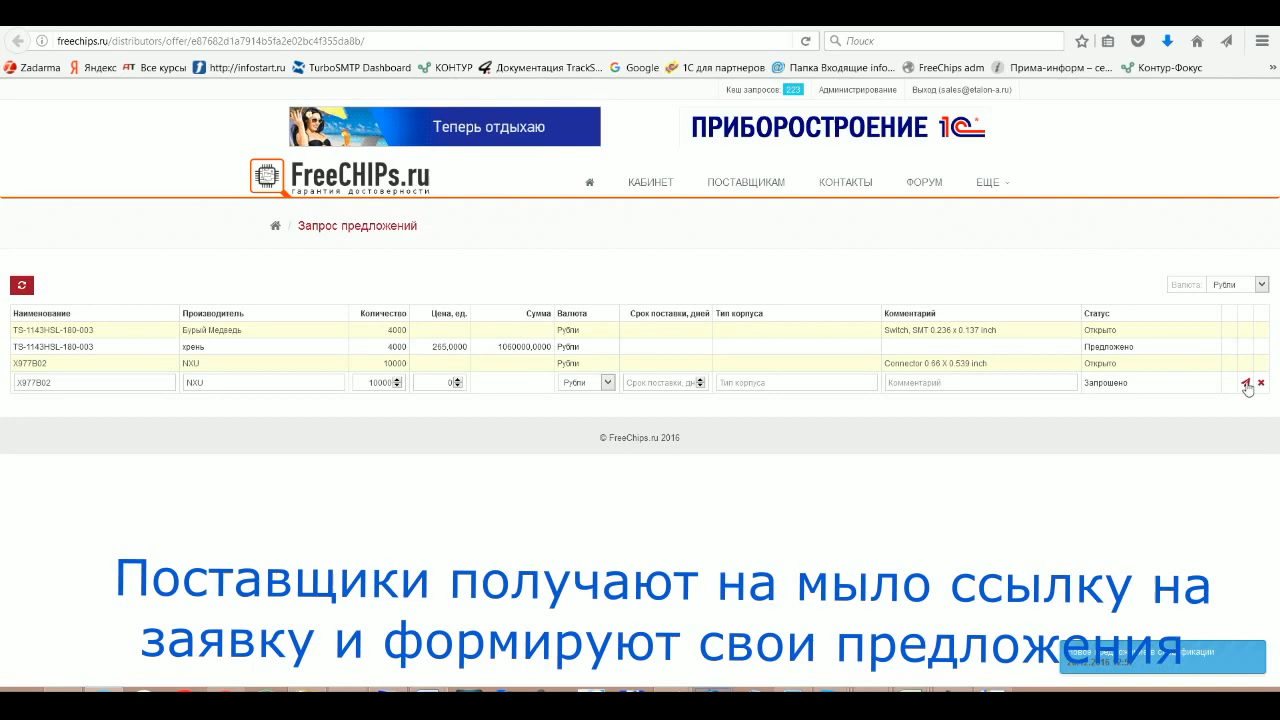 freechips.ru/distributors/offer/e87682d1a7914b5fa2e02bc4f355da8b/
Поиск
Zadarma Яндекс Все курсы http://infostart.ru TurboSMTP Dashboard КОНТУР Документация TrackS... Google 1С для партнеров Папка Входящие info... FreeChips adm Прима-информ – се... Контур-Фокус
Кеш запросов: 223 Администрирование Выход (sales@etalon-a.ru)
Теперь отдыхаю ПРИБОРОСТРОЕНИЕ 1С
FreeCHIPs.ru
гарантия достоверности
КАБИНЕТ ПОСТАВЩИКАМ КОНТАКТЫ ФОРУМ ЕЩЕ
/ Запрос предложений
Валюта: Рубли
Наименование Производитель Количество Цена, ед. Сумма Валюта Срок поставки, дней Тип корпуса Комментарий Статус
TS-1143HSL-180-003 Бурый Медведь 4000 Рубли Switch, SMT 0.236 x 0.137 inch Открыто
TS-1143HSL-180-003 хрень 4000 265,0000 1060000,0000 Рубли Предложено
X977B02 NXU 10000 Рубли Connector 0.66 X 0.539 inch Открыто
X977B02 NXU 10000 0 Рубли Срок поставки, дн Тип корпуса Комментарий Запрошено
© FreeChips.ru 2016
Поставщики получают на мыло ссылку на
заявку и формируют свои предложения